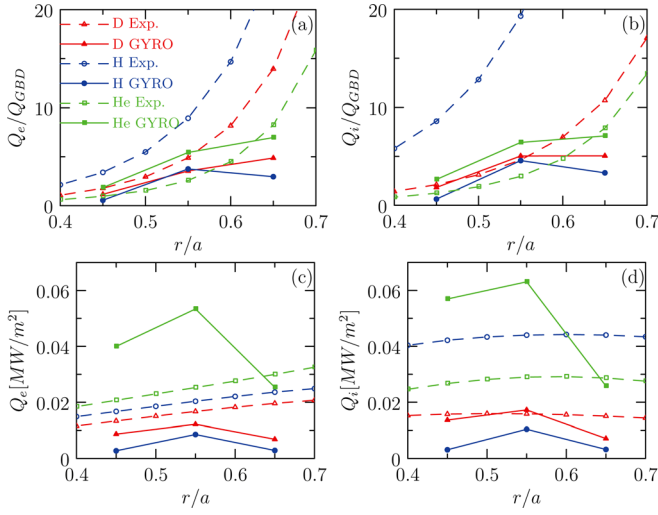 20
10
0
Q_e/Q_GBD
(a)
D Exp.
D GYRO
H Exp.
H GYRO
He Exp.
He GYRO
0.4 0.5 0.6 0.7
r/a
20
10
0
Q_i/Q_GBD
(b)
0.4 0.5 0.6 0.7
r/a
0.06
0.04
0.02
0
Q_e[MW/m²]
(c)
0.4 0.5 0.6 0.7
r/a
0.06
0.04
0.02
0
Q_i[MW/m²]
(d)
0.4 0.5 0.6 0.7
r/a